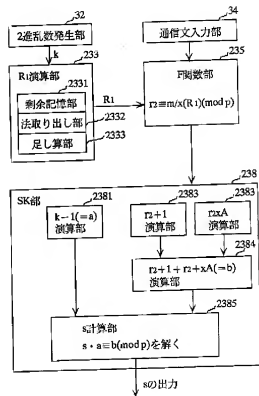 32
2進乱数発生部
34
通信文入力部
k
233
R1演算部
2331
剰余記憶部
法取り出し部
2332
足し算部
2333
R1
235
F関数部
r2≡m/x(R1)(mod p)
238
SK部
2381
k−1(=a)
演算部
2383
r2+1
演算部
2383
r2xA
演算部
2384
r2+1+r2+xA(=b)
演算部
2385
s計算部
s・a≡b(mod p)を解く
sの出力